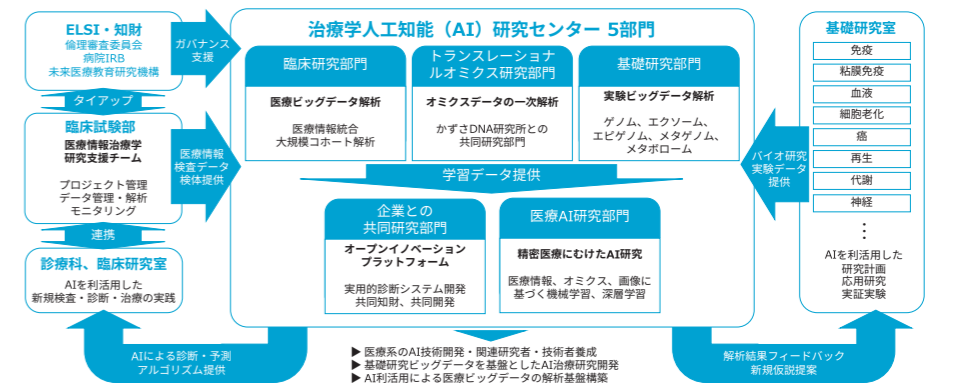 ELSI・知財
倫理審査委員会
病院IRB
未来医療教育研究機構
タイアップ
臨床試験部
医療情報治療学
研究支援チーム
プロジェクト管理
データ管理・解析
モニタリング
連携
診療科、臨床研究室
AIを利活用した
新規検査・診断・治療の実践
ガバナンス
支援
医療情報
検査データ
検体提供
治療学人工知能（AI）研究センター 5部門
臨床研究部門
医療ビッグデータ解析
医療情報統合
大規模コホート解析
トランスレーショナ
ルオミクス研究部門
オミクスデータの一次解析
かずさDNA研究所との
共同研究部門
基礎研究部門
実験ビッグデータ解析
ゲノム、エクソーム、
エピゲノム、メタゲノム、
メタボローム
学習データ提供
企業との
共同研究部門
オープンイノベーション
プラットフォーム
実用的診断システム開発
共同知財、共同開発
医療AI研究部門
精密医療にむけたAI研究
医療情報、オミクス、画像に
基づく機械学習、深層学習
バイオ研究
実験データ
提供
基礎研究室
免疫
粘膜免疫
血液
細胞老化
癌
再生
代謝
神経
⋮
AIを利活用した
研究計画
応用研究
実証実験
AIによる診断・予測
アルゴリズム提供
▶ 医療系のAI技術開発・関連研究者・技術者養成
▶ 基礎研究ビッグデータを基盤としたAI治療研究開発
▶ AI利活用による医療ビッグデータの解析基盤構築
解析結果フィードバック
新規仮説提案